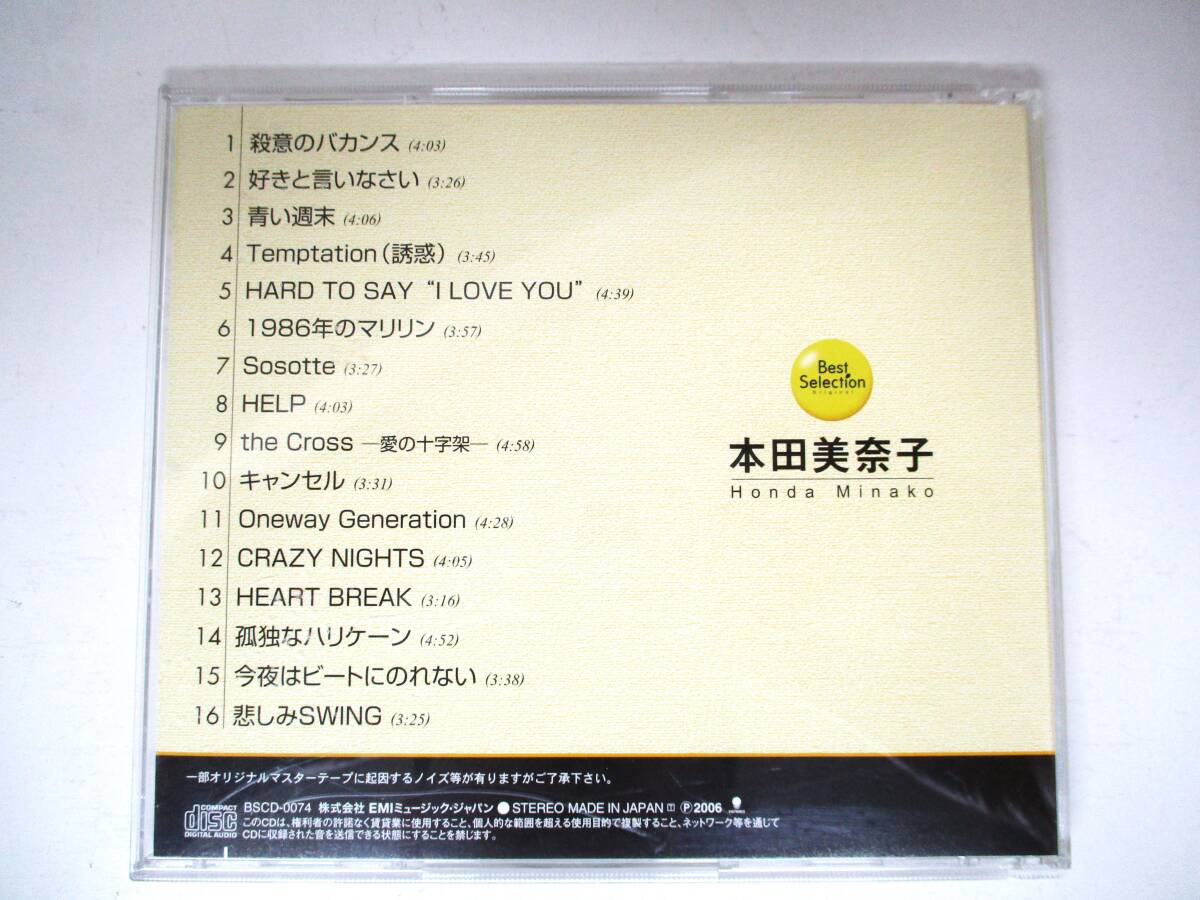 1 殺意のバカンス (4:03)
2 好きと言いなさい (3:26)
3 青い週末 (4:06)
4 Temptation(誘惑) (3:45)
5 HARD TO SAY “I LOVE YOU” (4:39)
6 1986年のマリリン (3:57)
7 Sosotte (3:27)
8 HELP (4:03)
9 the Cross ―愛の十字架― (4:58)
10 キャンセル (3:31)
11 Oneway Generation (4:28)
12 CRAZY NIGHTS (4:05)
13 HEART BREAK (3:16)
14 孤独なハリケーン (4:52)
15 今夜はビートにのれない (3:38)
16 悲しみSWING (3:25)
Best
Selection
Original
本田美奈子
Honda Minako
一部オリジナルマスターテープに起因するノイズ等が有りますがご了承下さい。
COMPACT
disc
DIGITAL AUDIO
BSCD-0074 株式会社 EMIミュージック・ジャパン ● STEREO MADE IN JAPAN Ⓟ2006
このCDは、権利者の許諾なく賃貸業に使用すること、個人的な範囲を超える使用目的で複製すること、ネットワーク等を通じて
CDに収録された音を送信できる状態にすることを禁じます。